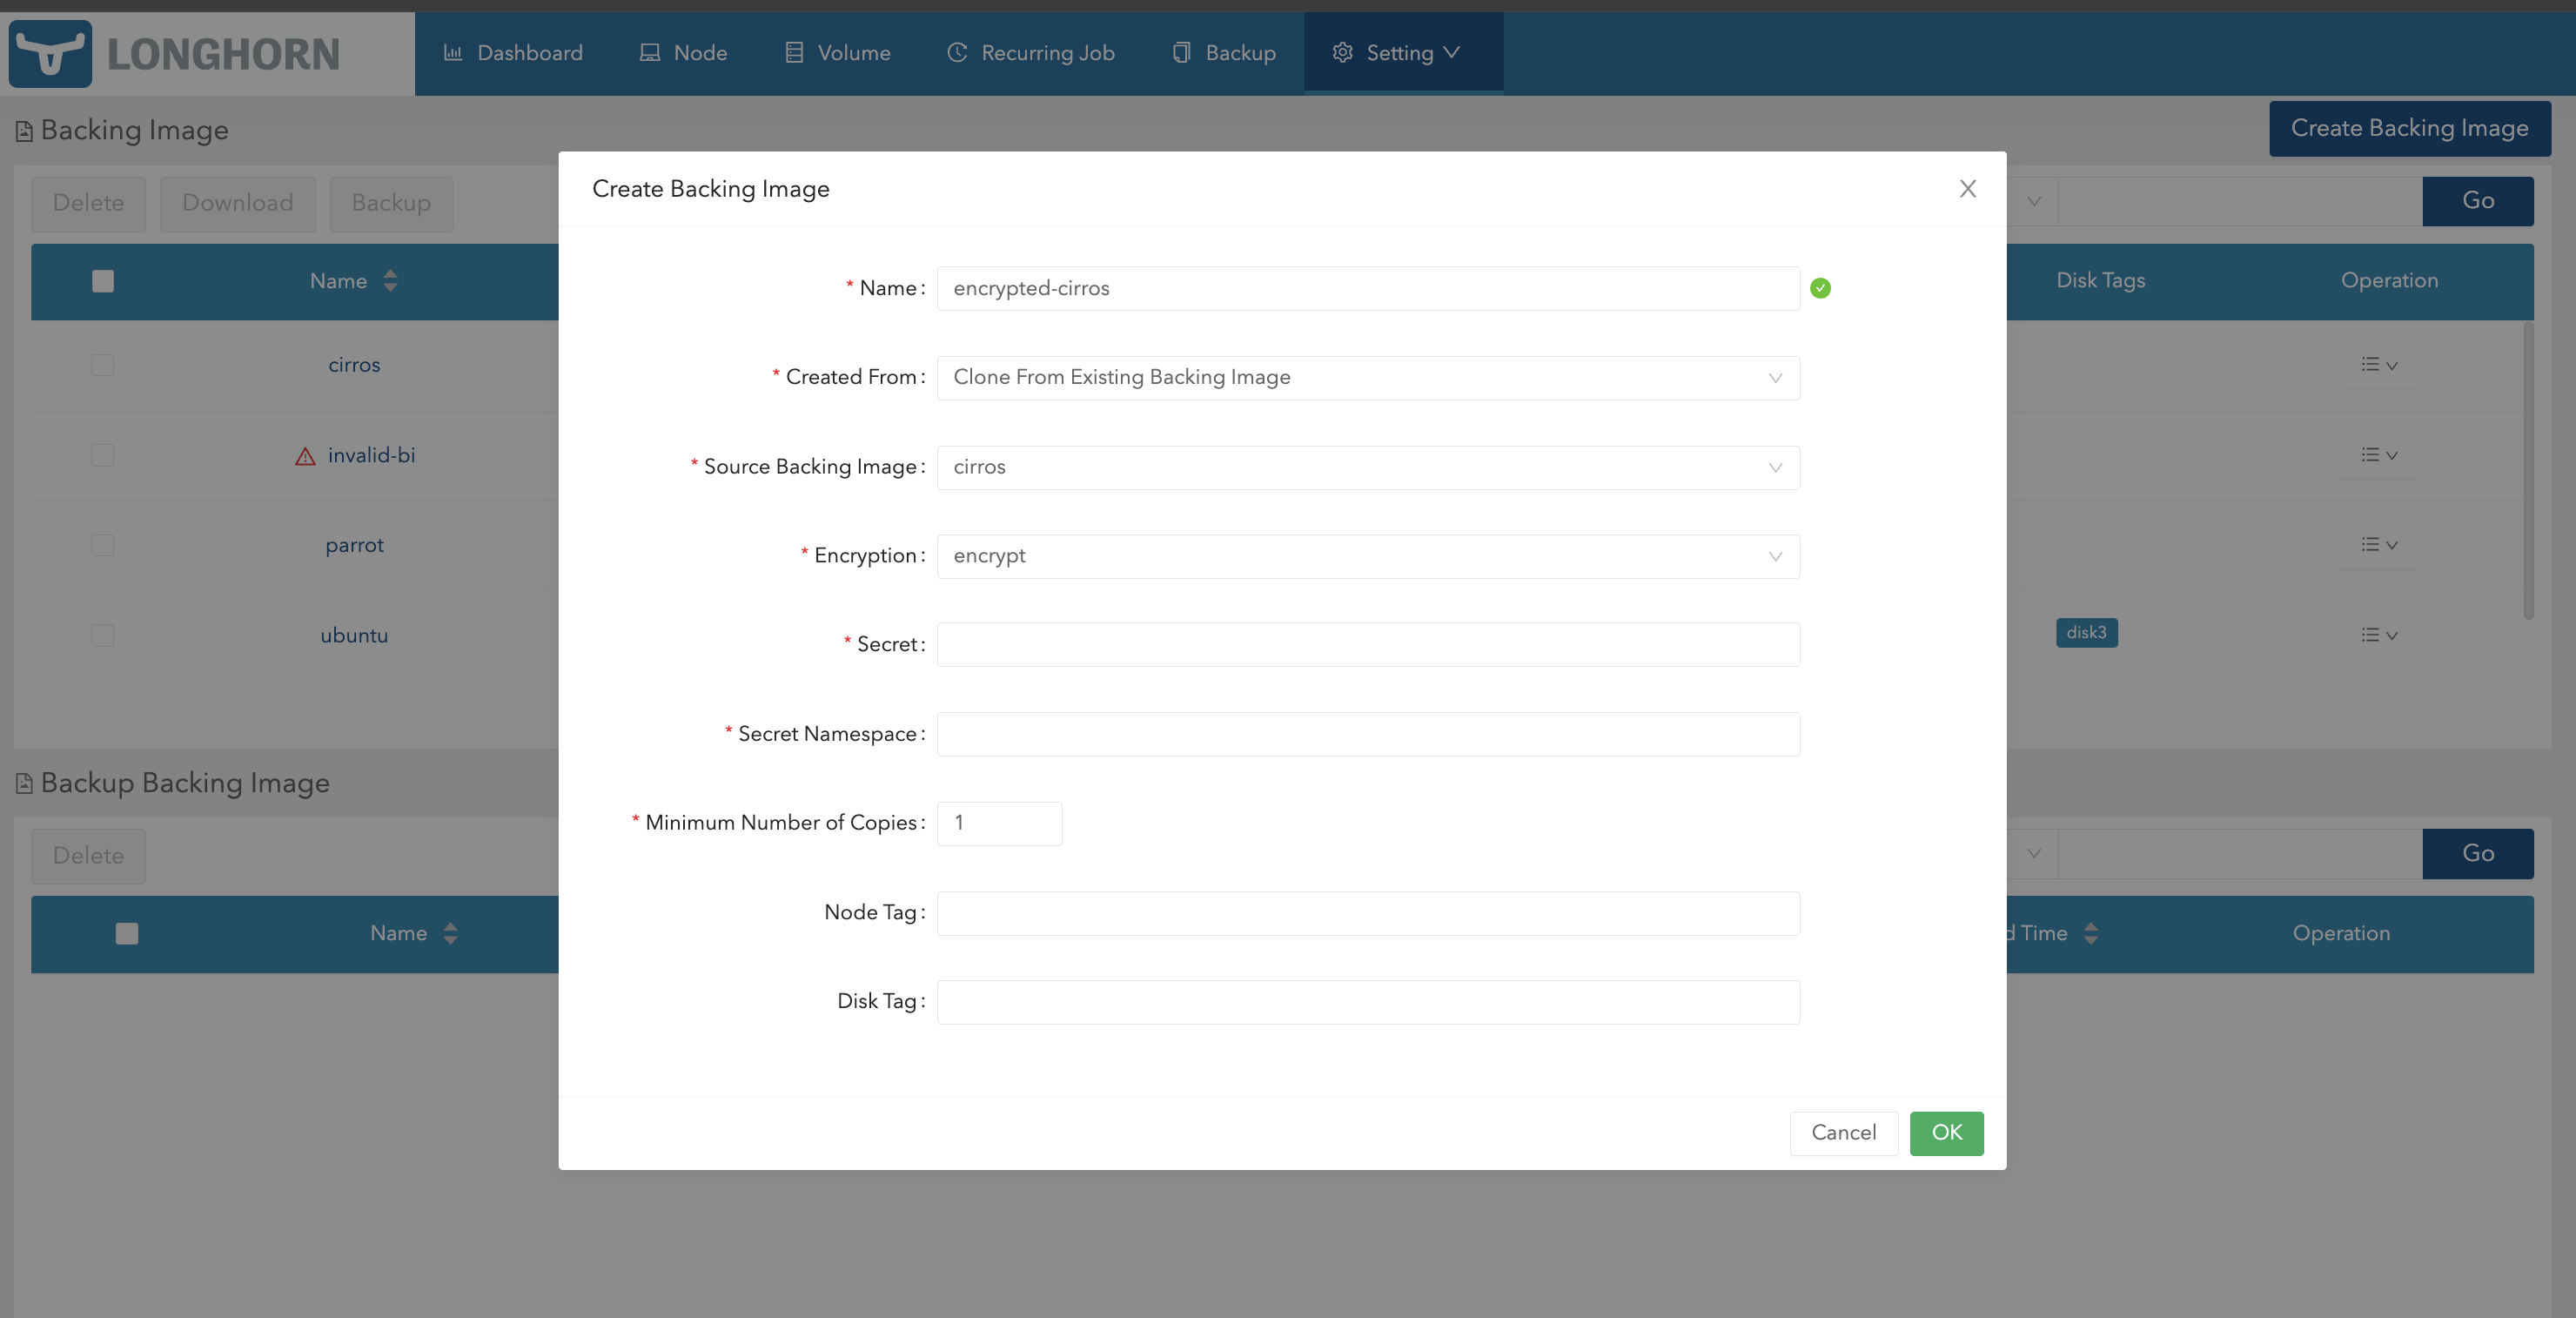 LONGHORN
Dashboard
Node
Volume
Recurring Job
Backup
Setting
Backing Image
Create Backing Image
Delete
Download
Backup
Go
Name
Disk Tags
Operation
cirros
invalid-bi
parrot
ubuntu
disk3
Backup Backing Image
Delete
Go
Name
d Time
Operation
Create Backing Image
* Name: encrypted-cirros
* Created From: Clone From Existing Backing Image
* Source Backing Image: cirros
* Encryption: encrypt
* Secret:
* Secret Namespace:
* Minimum Number of Copies: 1
Node Tag:
Disk Tag:
Cancel
OK